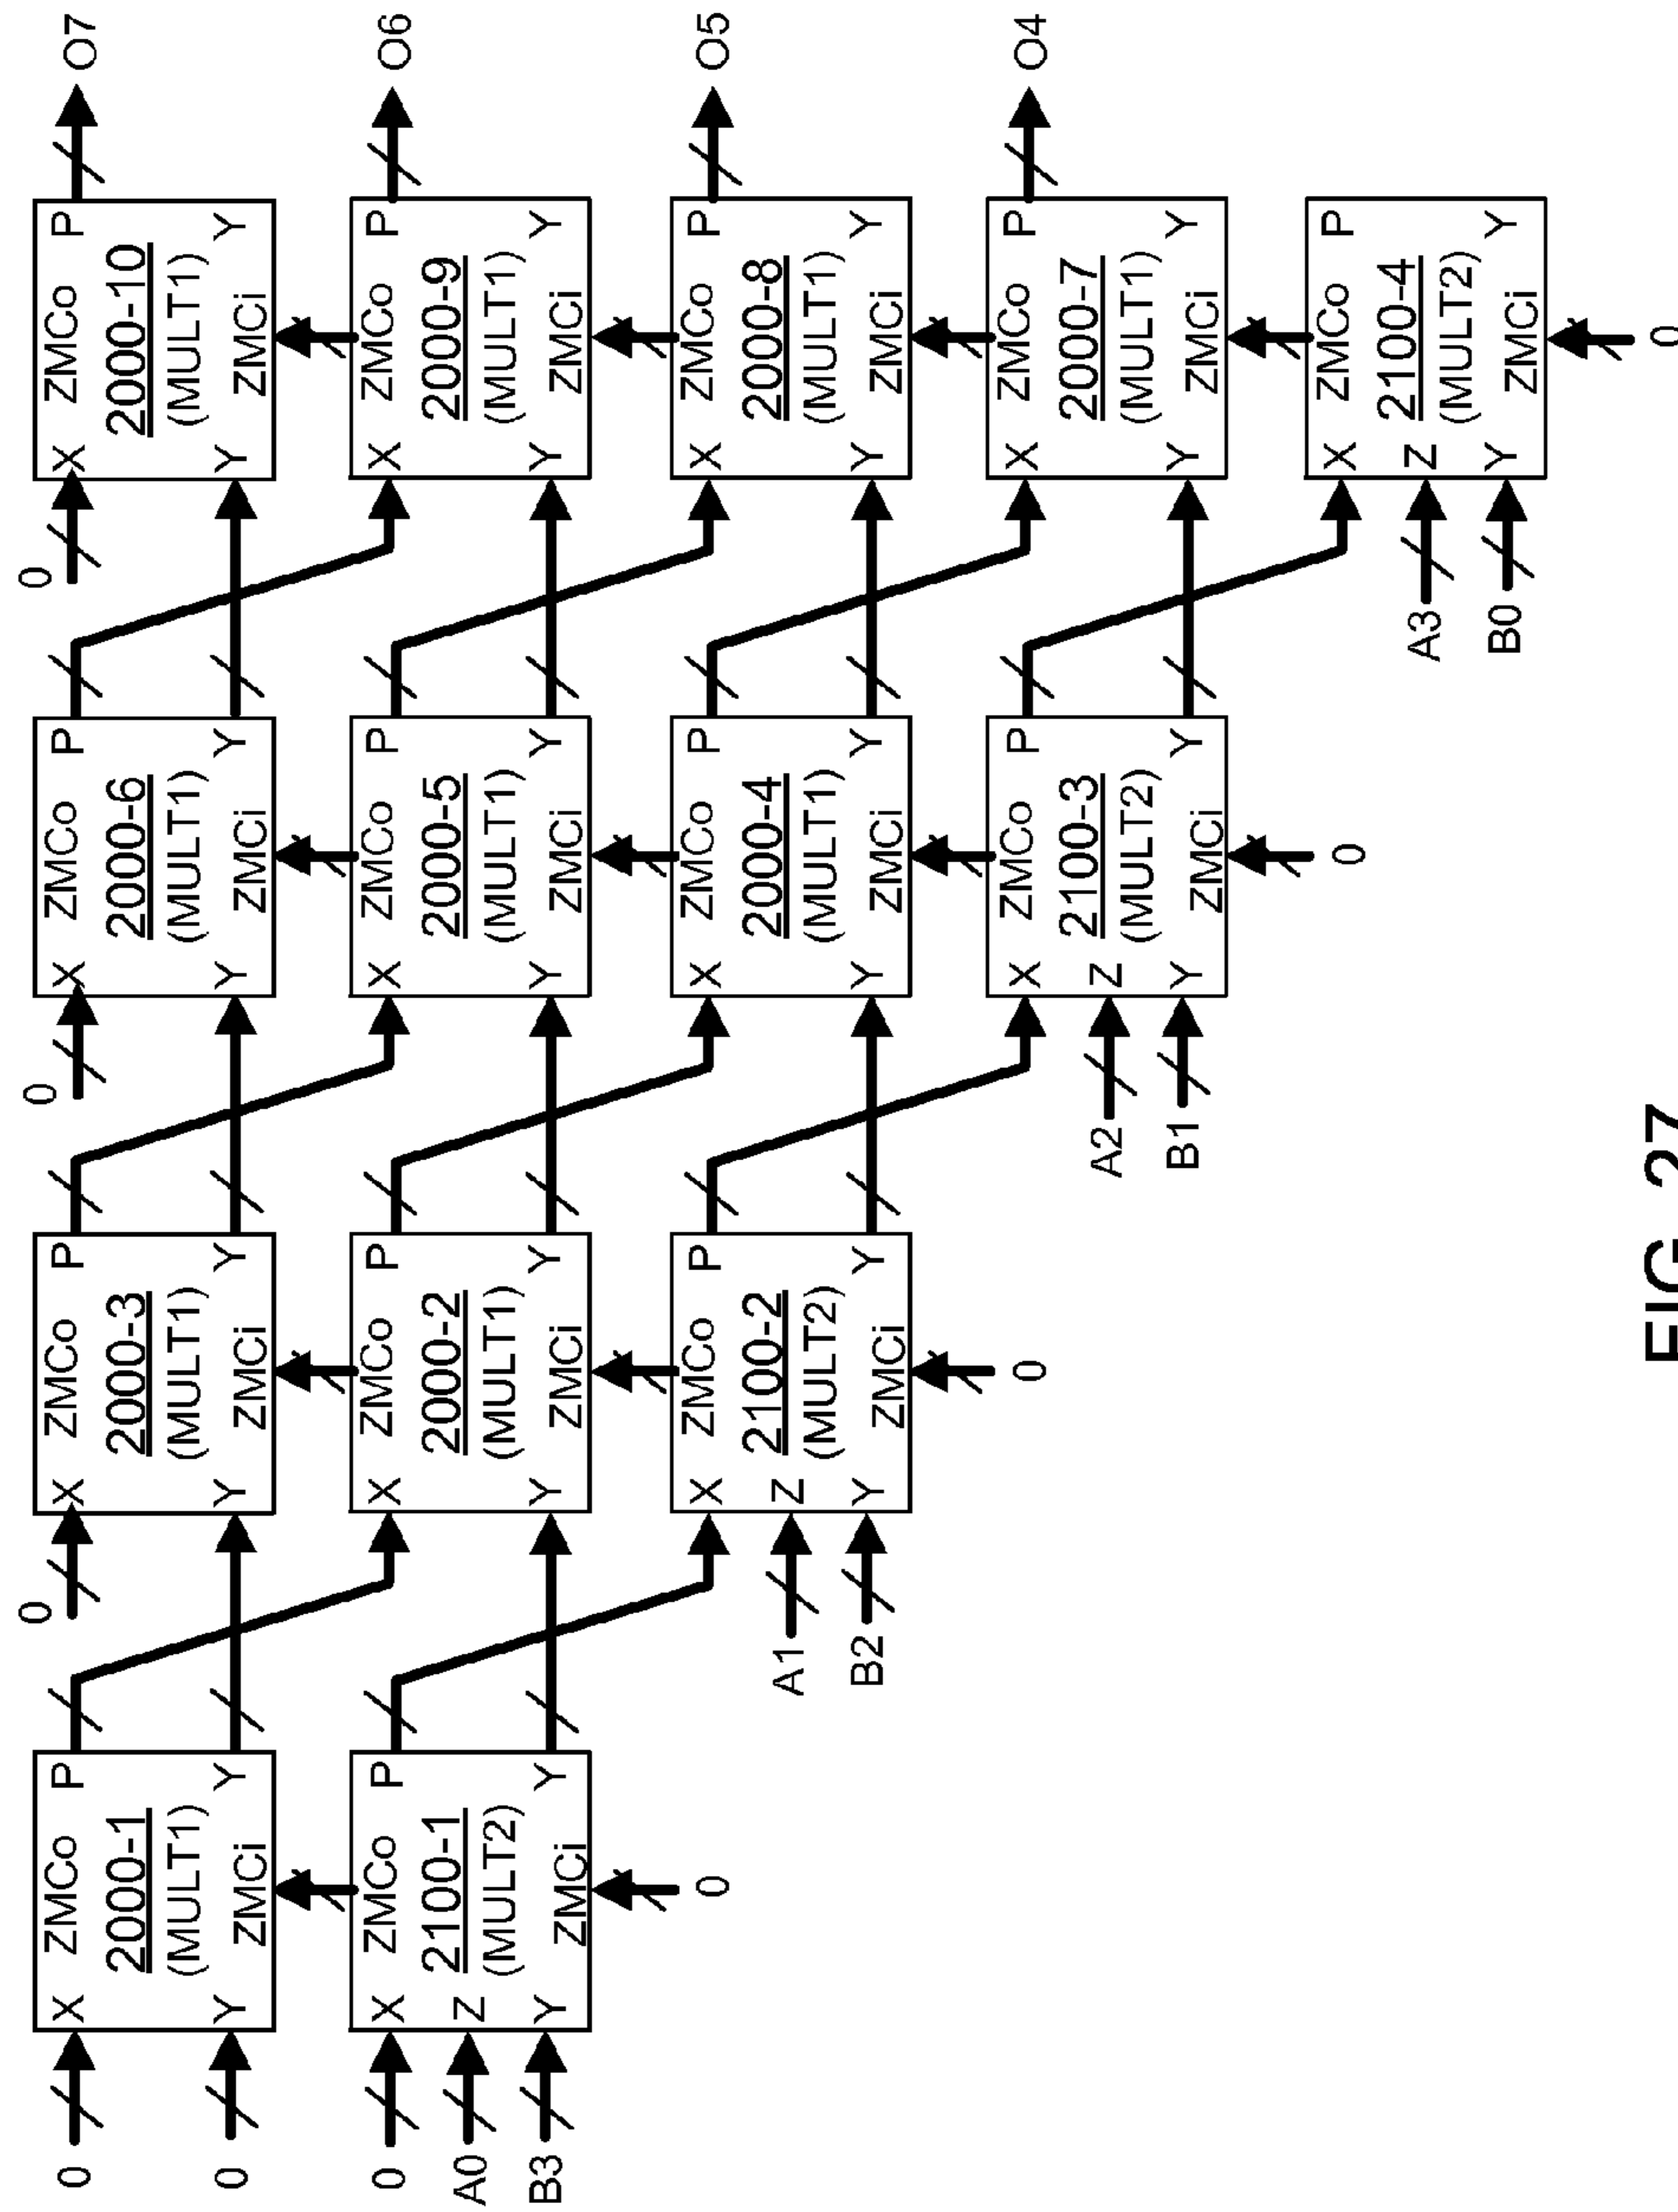 0
X ZMCo P
2000-1
(MULT1)
ZMCi
0
Y Y
0
X ZMCo P
2000-3
(MULT1)
ZMCi
Y Y
0
X ZMCo P
2000-6
(MULT1)
ZMCi
Y Y
0
X ZMCo P
2000-10
(MULT1)
ZMCi
Y Y
O7
0
X ZMCo P
A0
Z 2100-1
(MULT2)
B3
Y Y
ZMCi
0
X ZMCo P
2000-2
(MULT1)
Y Y
ZMCi
X ZMCo P
2000-5
(MULT1)
Y Y
ZMCi
X ZMCo P
2000-9
(MULT1)
Y Y
ZMCi
O6
X ZMCo P
A1
Z 2100-2
(MULT2)
B2
Y Y
ZMCi
0
X ZMCo P
2000-4
(MULT1)
Y Y
ZMCi
X ZMCo P
2000-8
(MULT1)
Y Y
ZMCi
O5
X ZMCo P
A2
Z 2100-3
(MULT2)
B1
Y Y
ZMCi
0
X ZMCo P
2000-7
(MULT1)
Y Y
ZMCi
O4
X ZMCo P
A3
Z 2100-4
(MULT2)
B0
Y Y
ZMCi
0
FIG 27